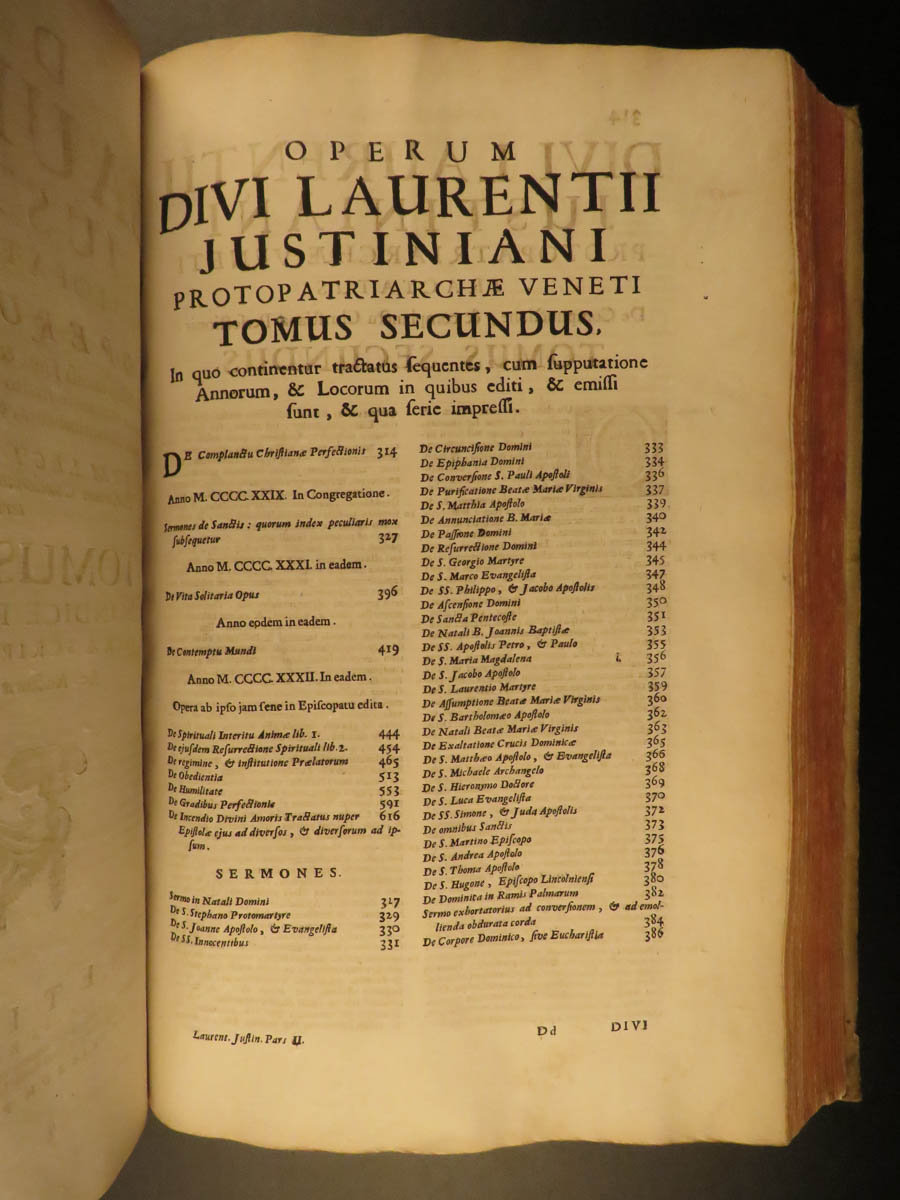 OPERUM
DIVI LAURENTII
JUSTINIANI
PROTOPATRIARCHÆ VENETI
TOMUS SECUNDUS.
In quo continentur tractatus ſequentes, cum ſupputatione
Annorum, & Locorum in quibus editi, & emiſſi
ſunt, & qua ſerie impreſſi.
DE Complanctu Chriſtianæ Perfectionis 314
Anno M. CCCC. XXIX. In Congregatione.
Sermones de Sanctis: quorum index peculiaris mox
ſubſequetur 327
Anno M. CCCC. XXXI. in eadem.
De Vita Solitaria Opus 396
Anno eodem in eadem.
De Contemptu Mundi 419
Anno M. CCCC. XXXII. In eadem.
Opera ab ipſo jam ſene in Epiſcopatu edita.
De Spirituali Interitu Animæ lib. 1. 444
De ejuſdem Reſurrectione Spirituali lib. 2. 454
De regimine, & inſtitutione Prælatorum 465
De Obedientia 513
De Humilitate 553
De Gradibus Perfectionis 591
De Incendio Divini Amoris Tractatus nuper 616
Epiſtolæ ejus ad diverſos, & diverſorum ad ip-
ſum.
SERMONES.
Sermo in Natali Domini 317
De S. Stephano Protomartyre 329
De S. Joanne Apoſtolo, & Evangeliſta 330
De SS. Innocentibus 331
De Circunciſione Domini 333
De Epiphania Domini 334
De Converſione S. Pauli Apoſtoli 336
De Purificatione Beatæ Mariæ Virginis 337
De S. Matthia Apoſtolo 339
De Annunciatione B. Mariæ 340
De Paſſione Domini 342
De Reſurrectione Domini 344
De S. Georgio Martyre 345
De S. Marco Evangeliſta 347
De SS. Philippo, & Jacobo Apoſtolis 348
De Aſcenſione Domini 350
De Sancta Pentecoſte 351
De Natali B. Joannis Baptiſtæ 353
De SS. Apoſtolis Petro, & Paulo 355
De S. Maria Magdalena 356
De S. Jacobo Apoſtolo 357
De S. Laurentio Martyre 359
De Aſſumptione Beatæ Mariæ Virginis 360
De S. Bartholomæo Apoſtolo 362
De Natali Beatæ Mariæ Virginis 363
De Exaltatione Crucis Dominicæ 365
De S. Matthæo Apoſtolo, & Evangeliſta 366
De S. Michaele Archangelo 368
De S. Hieronymo Doctore 369
De S. Luca Evangeliſta 370
De SS. Simone, & Juda Apoſtolis 372
De omnibus Sanctis 373
De S. Martino Epiſcopo 375
De S. Andrea Apoſtolo 376
De S. Thoma Apoſtolo 378
De S. Hugone, Epiſcopo Lincolnienſi 380
De Dominica in Ramis Palmarum 382
Sermo exhortatorius ad converſionem, & ad emol-
lienda obdurata corda 384
De Corpore Dominico, ſive Euchariſtia 386
Laurent. Juſtin. Pars II.
Dd
DIVI